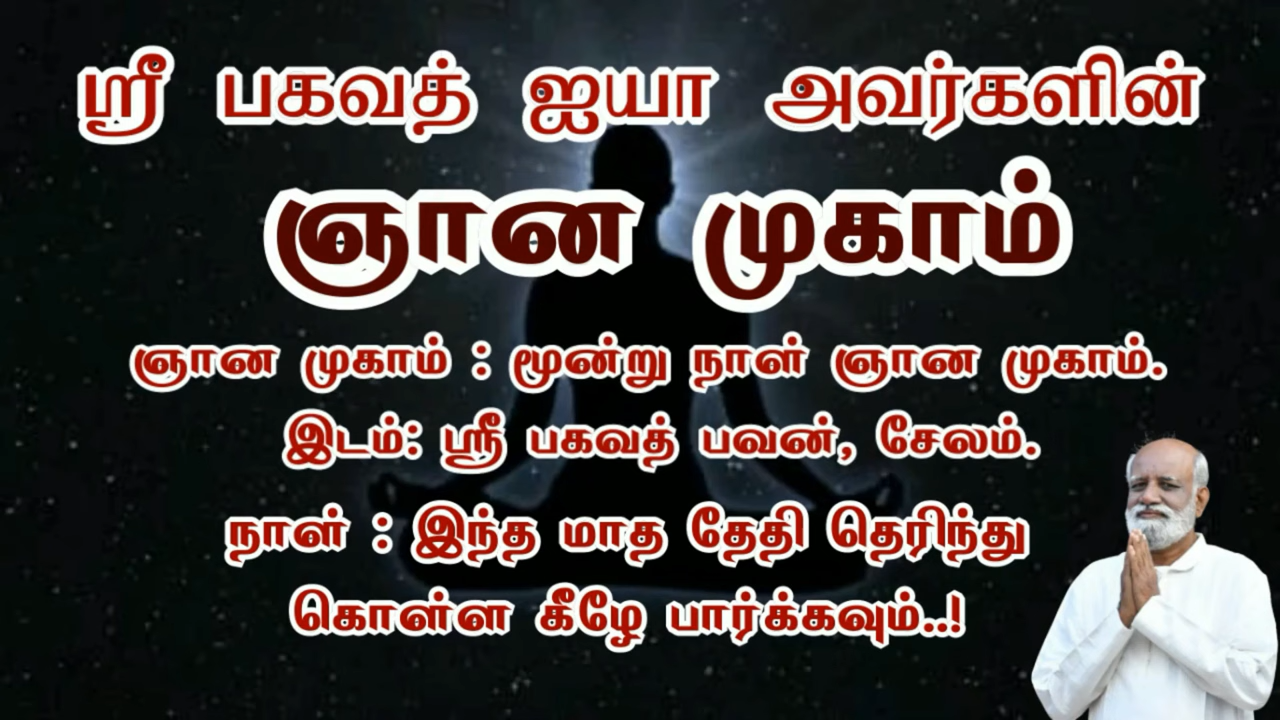 ஸ்ரீ பகவத் ஐயா அவர்களின்
ஞான முகாம்
ஞான முகாம் : மூன்று நாள் ஞான முகாம்.
இடம்: ஸ்ரீ பகவத் பவன், சேலம்.
நாள் : இந்த மாத தேதி தெரிந்து
கொள்ள கீழே பார்க்கவும்..!